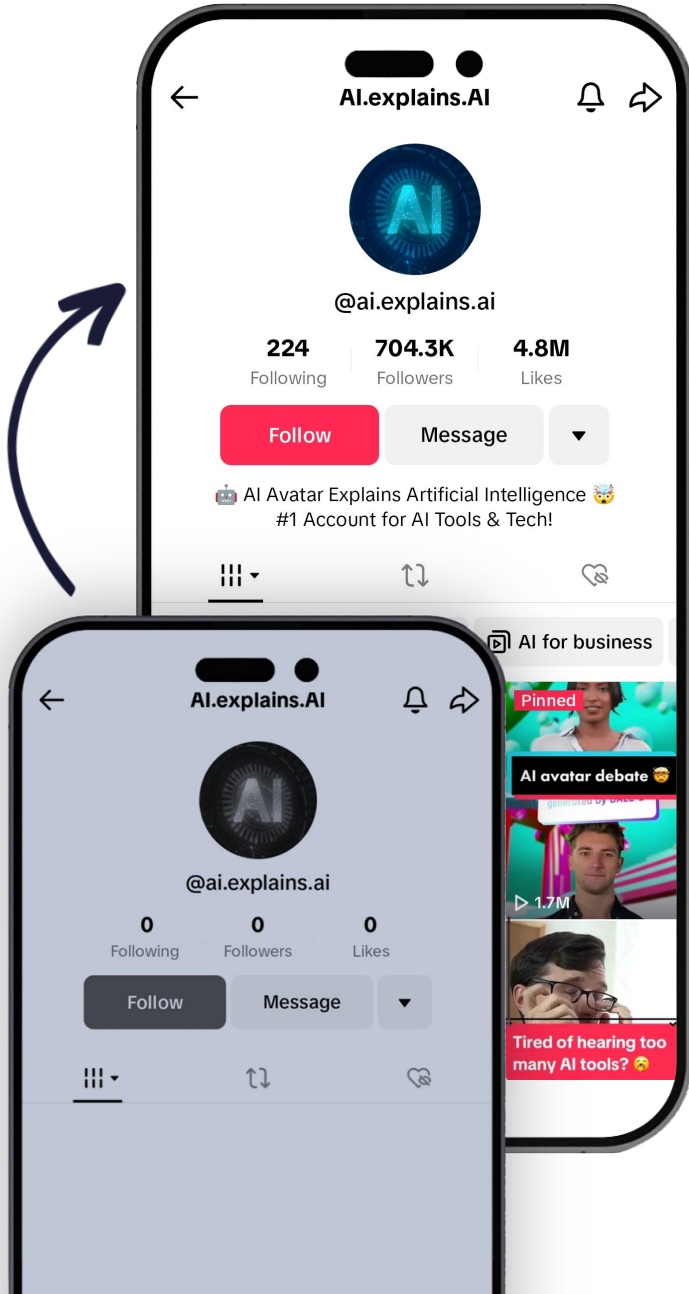 AI.explains.AI
AI
@ai.explains.ai
224 704.3K 4.8M
Following Followers Likes
Follow Message
🤖 AI Avatar Explains Artificial Intelligence 🤯
#1 Account for AI Tools & Tech!
AI for business
Pinned
AI avatar debate 🤯
generated by DALL-E
1.7M
Tired of hearing too
many AI tools? 🥱
AI.explains.AI
AI
@ai.explains.ai
0 0 0
Following Followers Likes
Follow Message